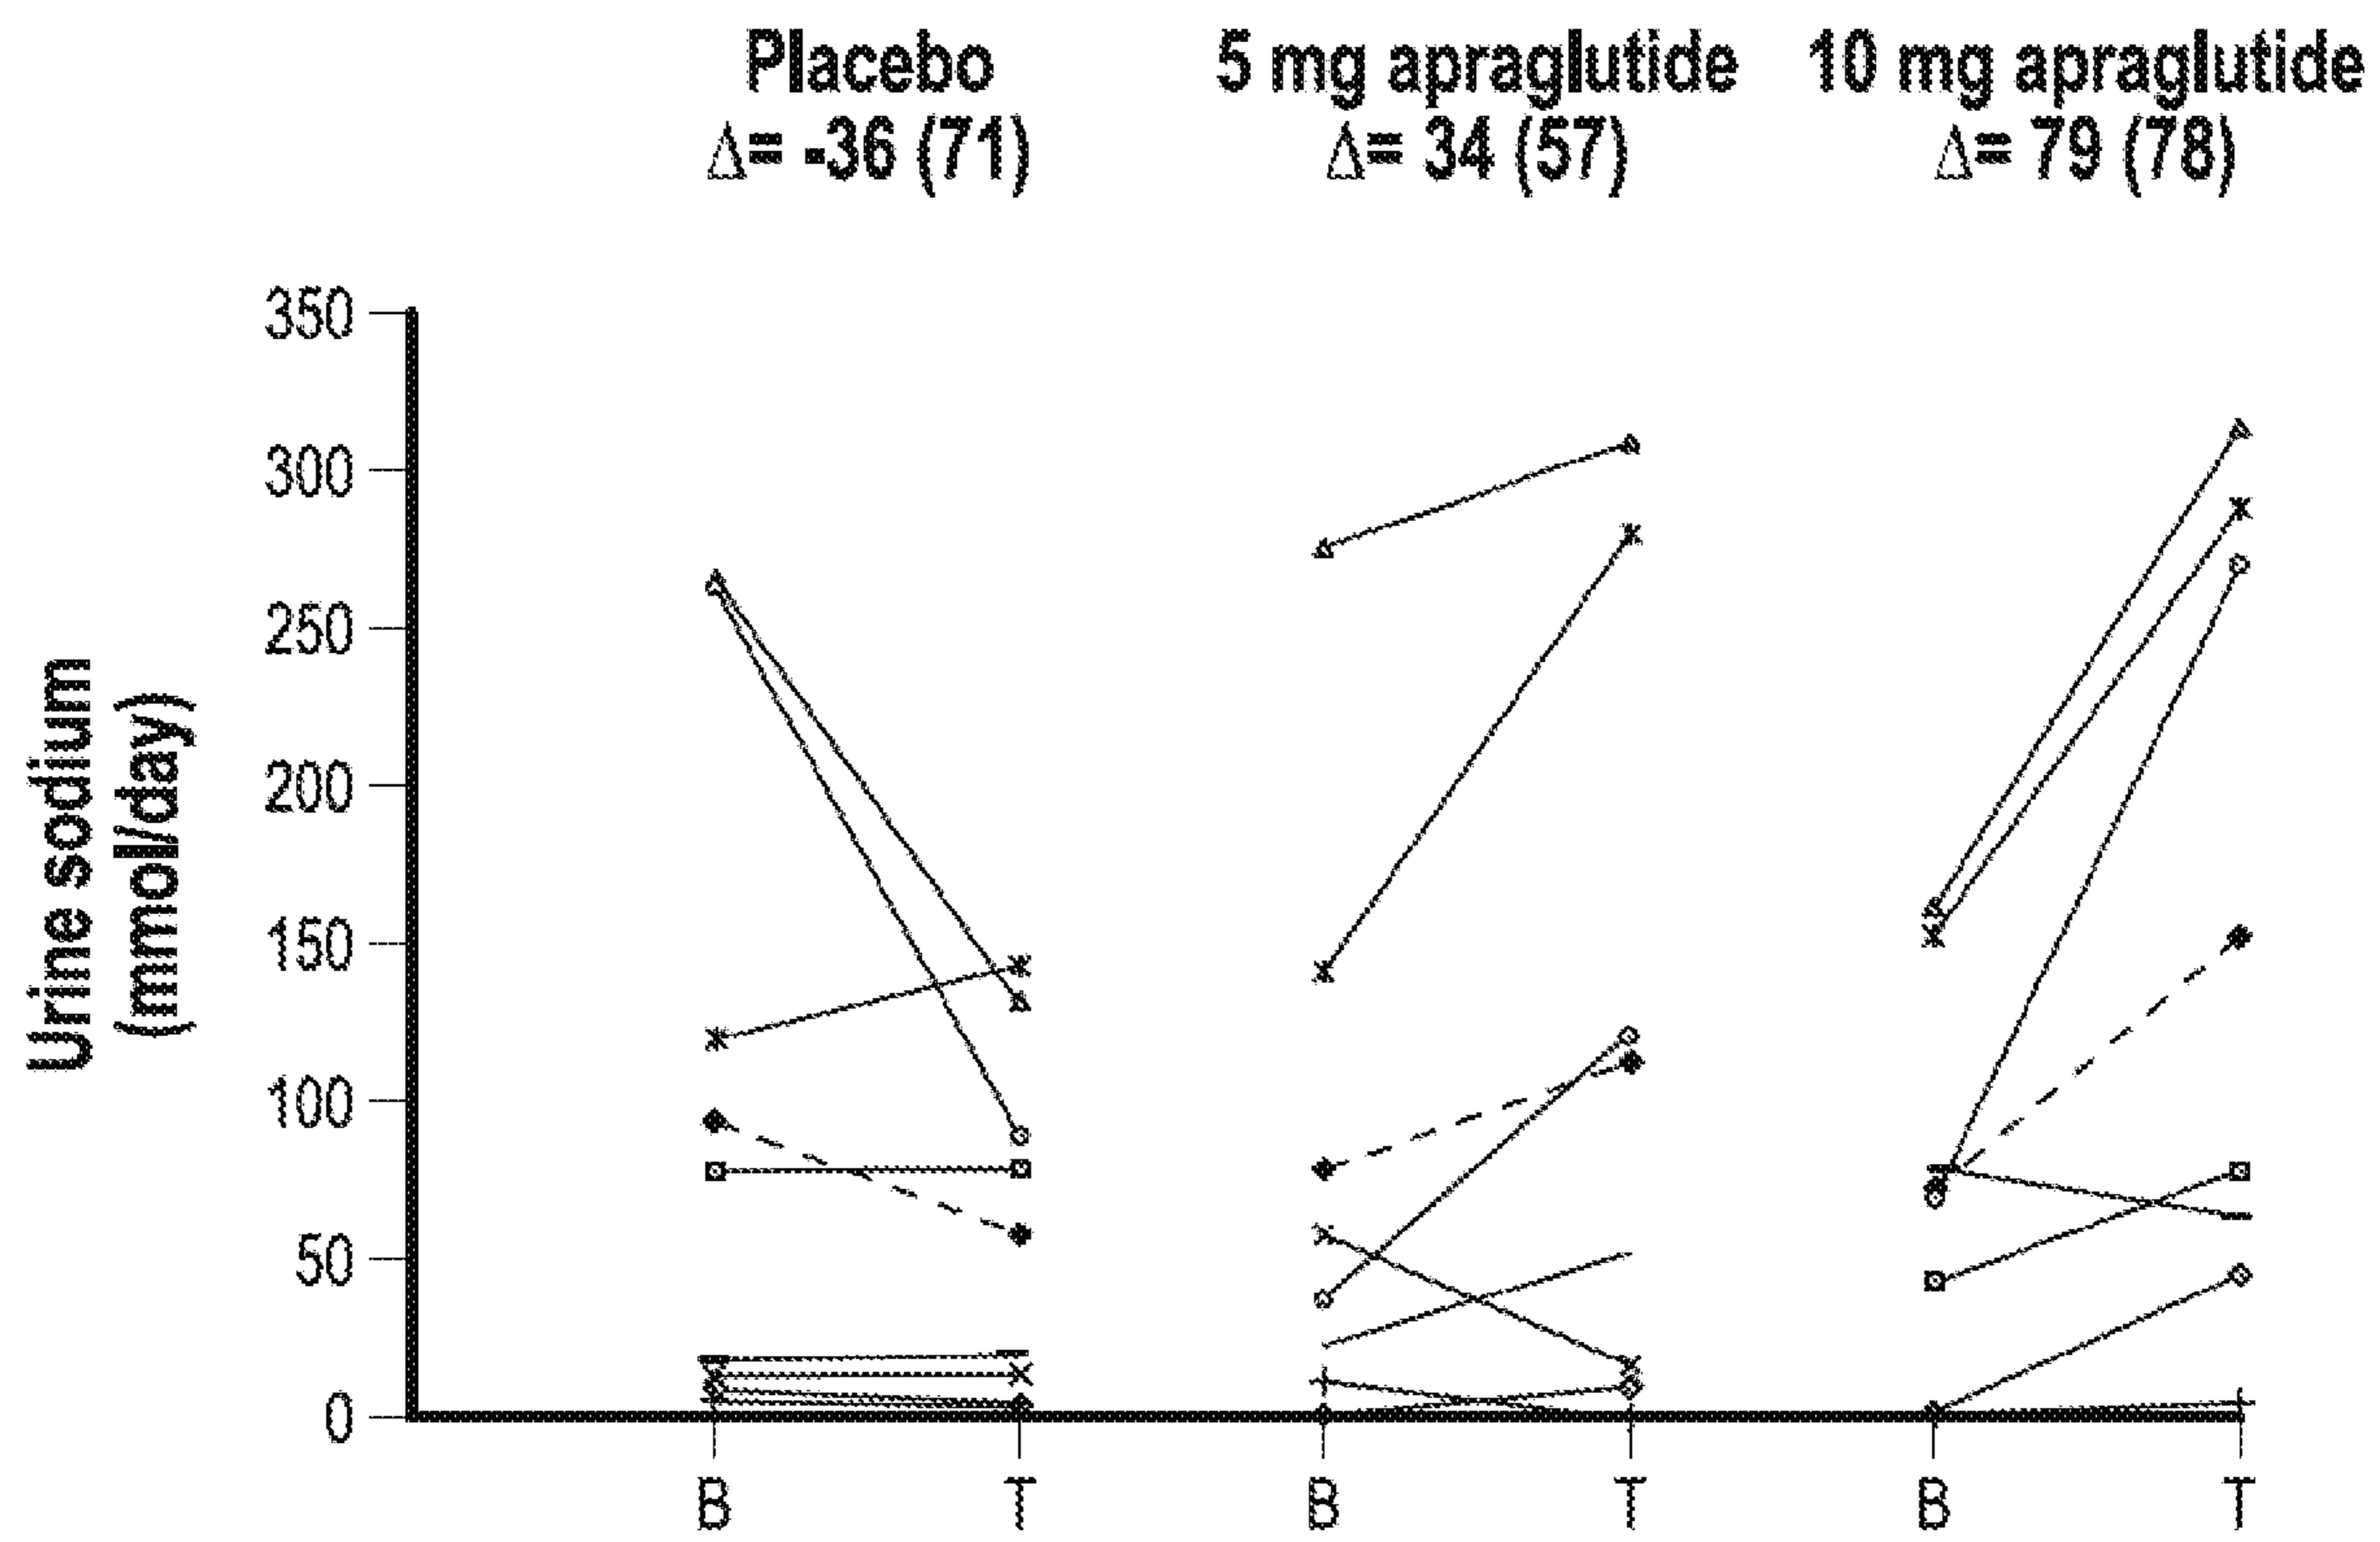 Placebo
Δ= -36 (71)
5 mg apraglutide
Δ= 34 (57)
10 mg apraglutide
Δ= 79 (78)
Urine sodium
(mmol/day)
350
300
250
200
150
100
50
0
B T B T B T